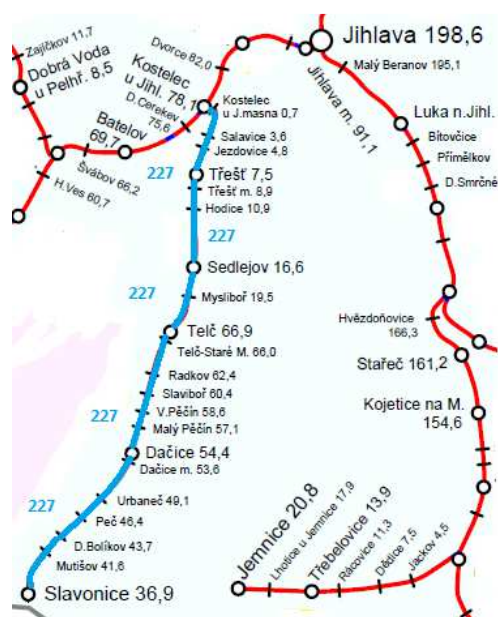 Zajíčkov 11,7
Dobrá Voda
u Pelhř. 8,5
Dvorce 82,0
Kostelec
u Jihl. 78,1
D.Cerekev
75,6
Batelov
69,7
Švábov 66,2
H.Ves 60,7
Jihlava 198,6
Jihlava m. 91,1
Malý Beranov 195,1
Luka n.Jihl.
Bítovčice
Přímělkov
D.Smrčné
Kostelec
u J.masna 0,7
Salavice 3,6
Jezdovice 4,8
227
Třešť 7,5
Třešť m. 8,9
Hodice 10,9
227
Sedlejov 16,6
227
Mysliboř 19,5
Telč 66,9
Telč-Staré M. 66,0
Radkov 62,4
Slaviboř 60,4
V.Pěčín 58,6
Malý Pěčín 57,1
227
Dačice 54,4
Dačice m. 53,6
Urbaneč 49,1
227
Peč 46,4
D.Bolíkov 43,7
Mutišov 41,6
Slavonice 36,9
Hvězdoňovice
166,3
Stařeč 161,2
Kojetice na M.
154,6
Jemnice 20,8
Lhotice u Jemnice 17,9
Třebelovice 13,9
Rácovice 11,3
Dědice 7,5
Jackov 4,5